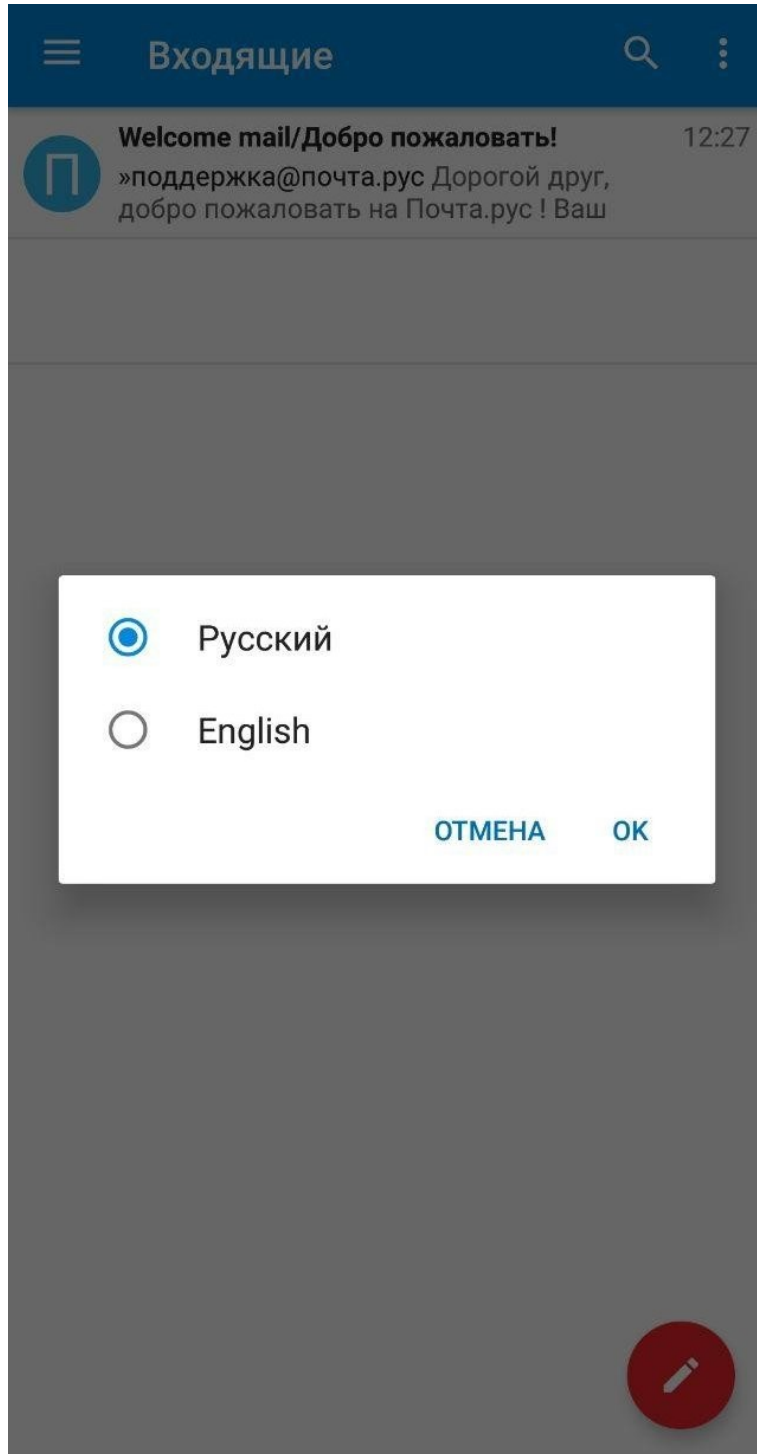 Входящие
Welcome mail/Добро пожаловать! 12:27
П
»поддержка@почта.рус Дорогой друг,
добро пожаловать на Почта.рус ! Ваш
Русский
English
ОТМЕНА ОК